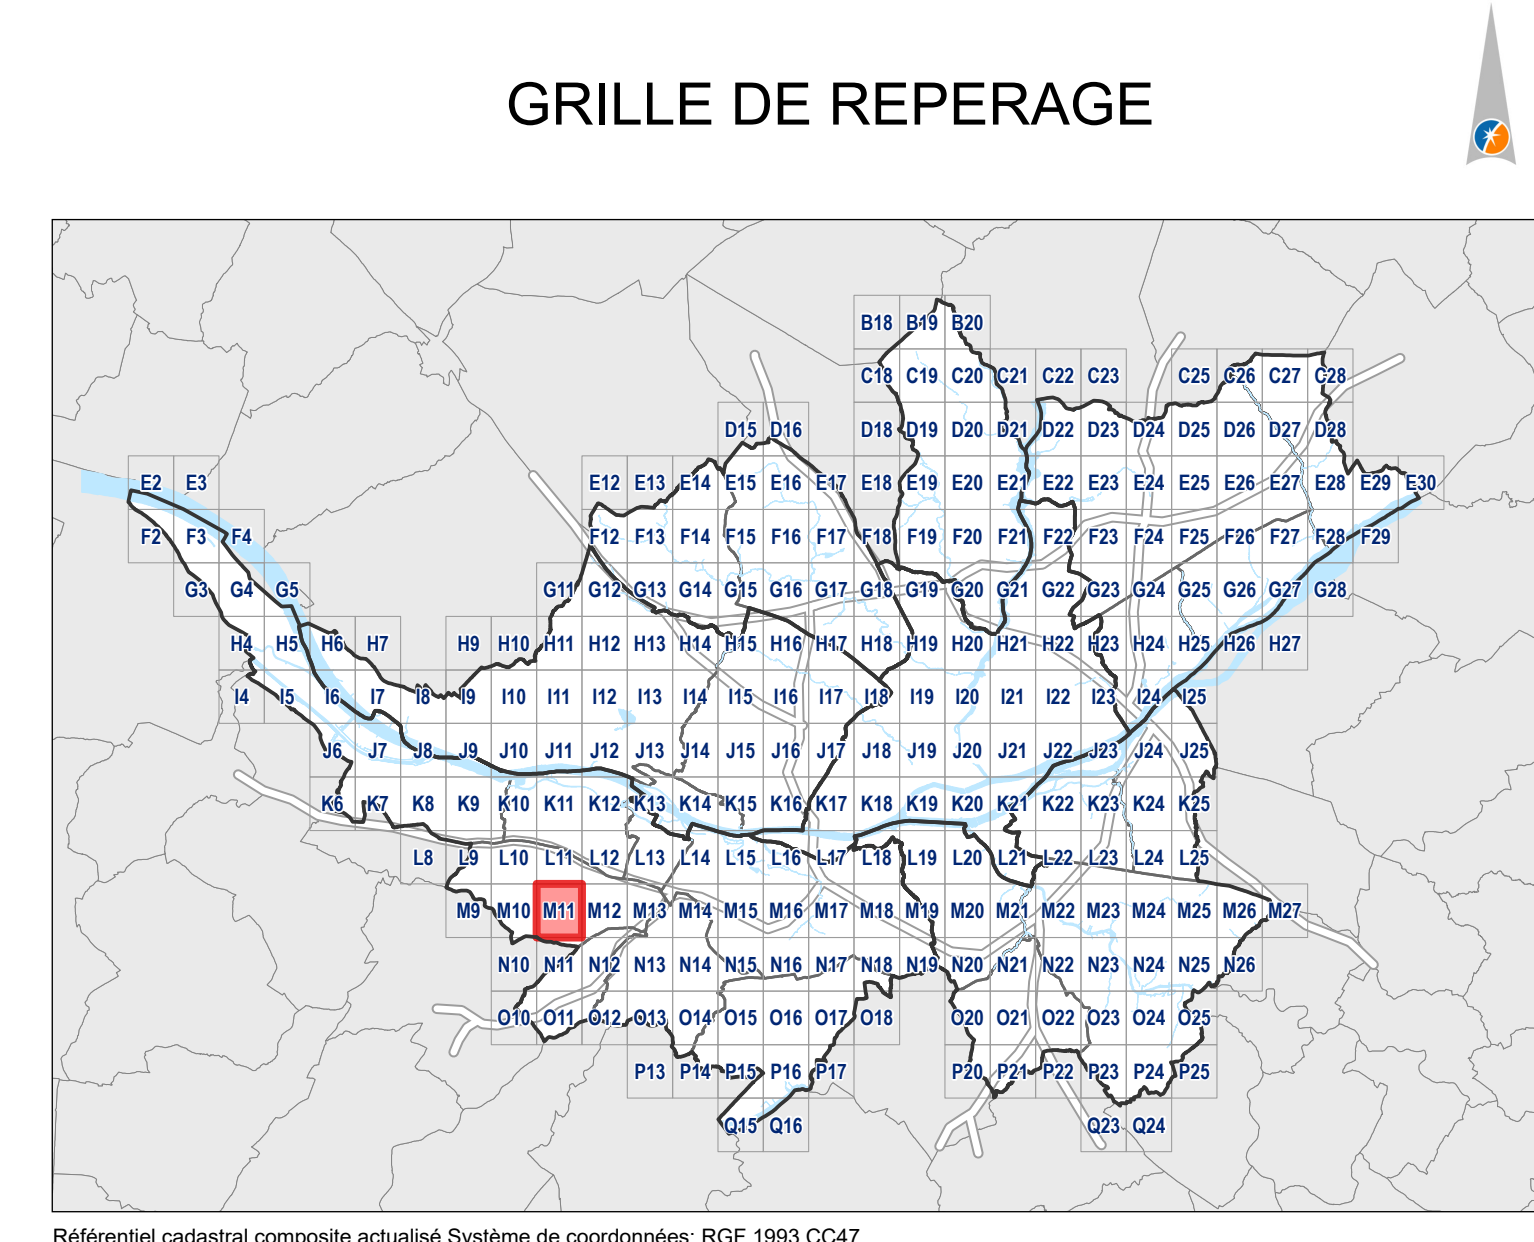 GRILLE DE REPERAGE
B18 B19 B20
C18 C19 C20 C21 C22 C23 C25 C26 C27 C28
D15 D16 D18 D19 D20 D21 D22 D23 D24 D25 D26 D27 D28
E2 E3 E12 E13 E14 E15 E16 E17 E18 E19 E20 E21 E22 E23 E24 E25 E26 E27 E28 E29 E30
F2 F3 F4 F12 F13 F14 F15 F16 F17 F18 F19 F20 F21 F22 F23 F24 F25 F26 F27 F28 F29
G3 G4 G5 G11 G12 G13 G14 G15 G16 G17 G18 G19 G20 G21 G22 G23 G24 G25 G26 G27 G28
H4 H5 H6 H7 H9 H10 H11 H12 H13 H14 H15 H16 H17 H18 H19 H20 H21 H22 H23 H24 H25 H26 H27
I4 I5 I6 I7 I8 I9 I10 I11 I12 I13 I14 I15 I16 I17 I18 I19 I20 I21 I22 I23 I24 I25
J6 J7 J8 J9 J10 J11 J12 J13 J14 J15 J16 J17 J18 J19 J20 J21 J22 J23 J24 J25
K6 K7 K8 K9 K10 K11 K12 K13 K14 K15 K16 K17 K18 K19 K20 K21 K22 K23 K24 K25
L8 L9 L10 L11 L12 L13 L14 L15 L16 L17 L18 L19 L20 L21 L22 L23 L24 L25
M9 M10 M11 M12 M13 M14 M15 M16 M17 M18 M19 M20 M21 M22 M23 M24 M25 M26 M27
N10 N11 N12 N13 N14 N15 N16 N17 N18 N19 N20 N21 N22 N23 N24 N25 N26
O10 O11 O12 O13 O14 O15 O16 O17 O18 O20 O21 O22 O23 O24 O25
P13 P14 P15 P16 P17 P20 P21 P22 P23 P24 P25
Q15 Q16 Q23 Q24
Référentiel cadastral composite actualisé Système de coordonnées: RGF 1993 CC47